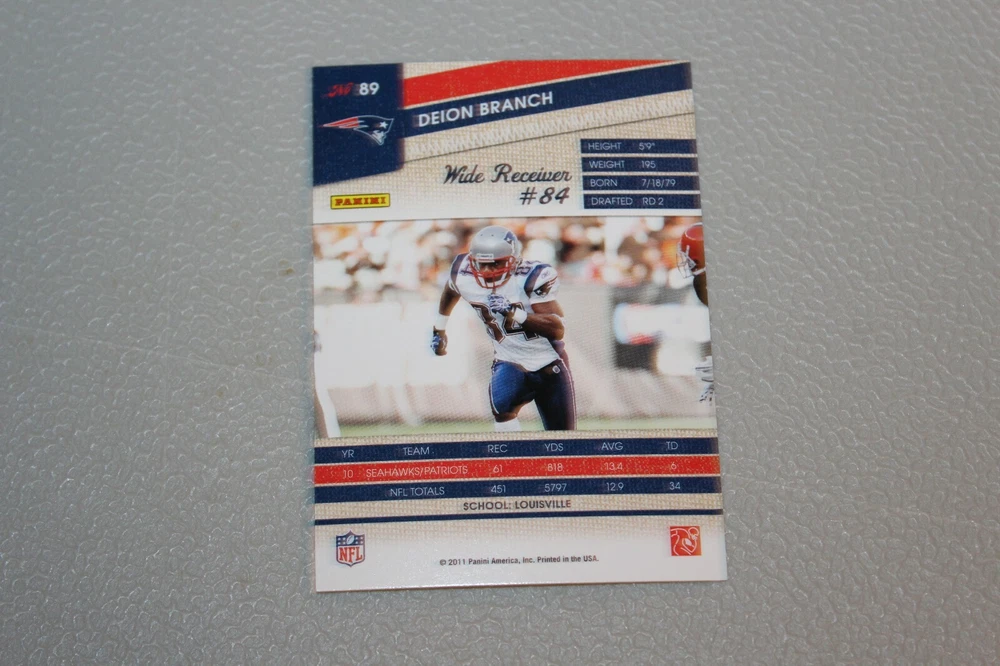 89
DEION BRANCH
Wide Receiver
#84
HEIGHT 5'9"
WEIGHT 195
BORN 7/18/79
DRAFTED RD 2
PANINI
84
YR TEAM REC YDS AVG TD
10 SEAHAWKS/PATRIOTS 61 818 13.4 6
NFL TOTALS 451 5797 12.9 34
SCHOOL: LOUISVILLE
NFL
© 2011 Panini America, Inc. Printed in the USA.